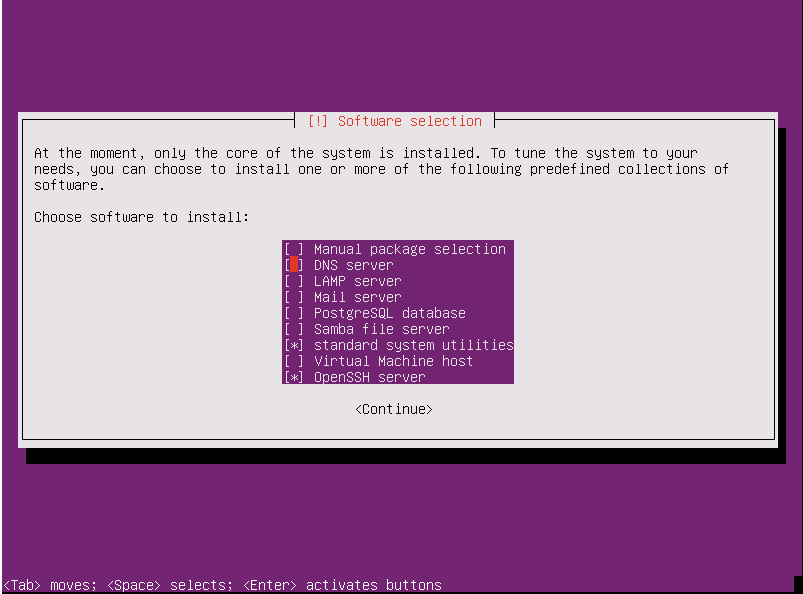 [!] Software selection
At the moment, only the core of the system is installed. To tune the system to your
needs, you can choose to install one or more of the following predefined collections of
software.
Choose software to install:
[ ] Manual package selection
[ ] DNS server
[ ] LAMP server
[ ] Mail server
[ ] PostgreSQL database
[ ] Samba file server
[*] standard system utilities
[ ] Virtual Machine host
[*] OpenSSH server
<Continue>
<Tab> moves; <Space> selects; <Enter> activates buttons